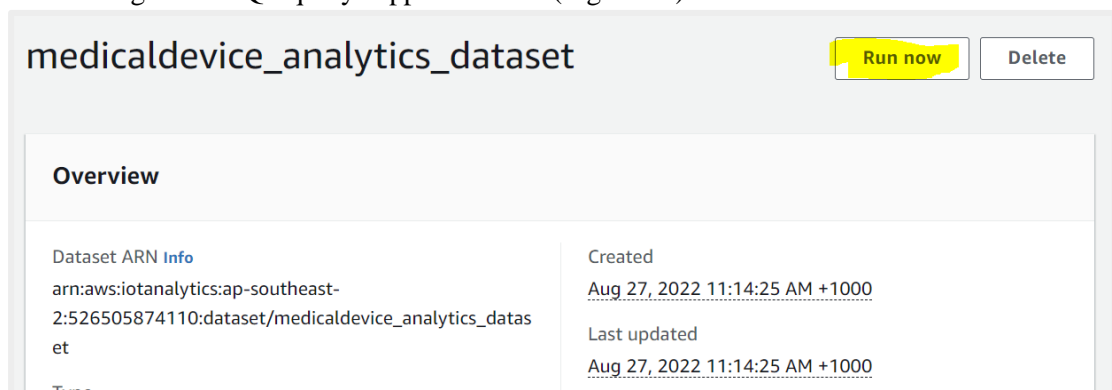 medicaldevice_analytics_dataset
Run now
Delete
Overview
Dataset ARN Info
arn:aws:iotanalytics:ap-southeast-
2:526505874110:dataset/medicaldevice_analytics_datas
et
Created
Aug 27, 2022 11:14:25 AM +1000
Last updated
Aug 27, 2022 11:14:25 AM +1000